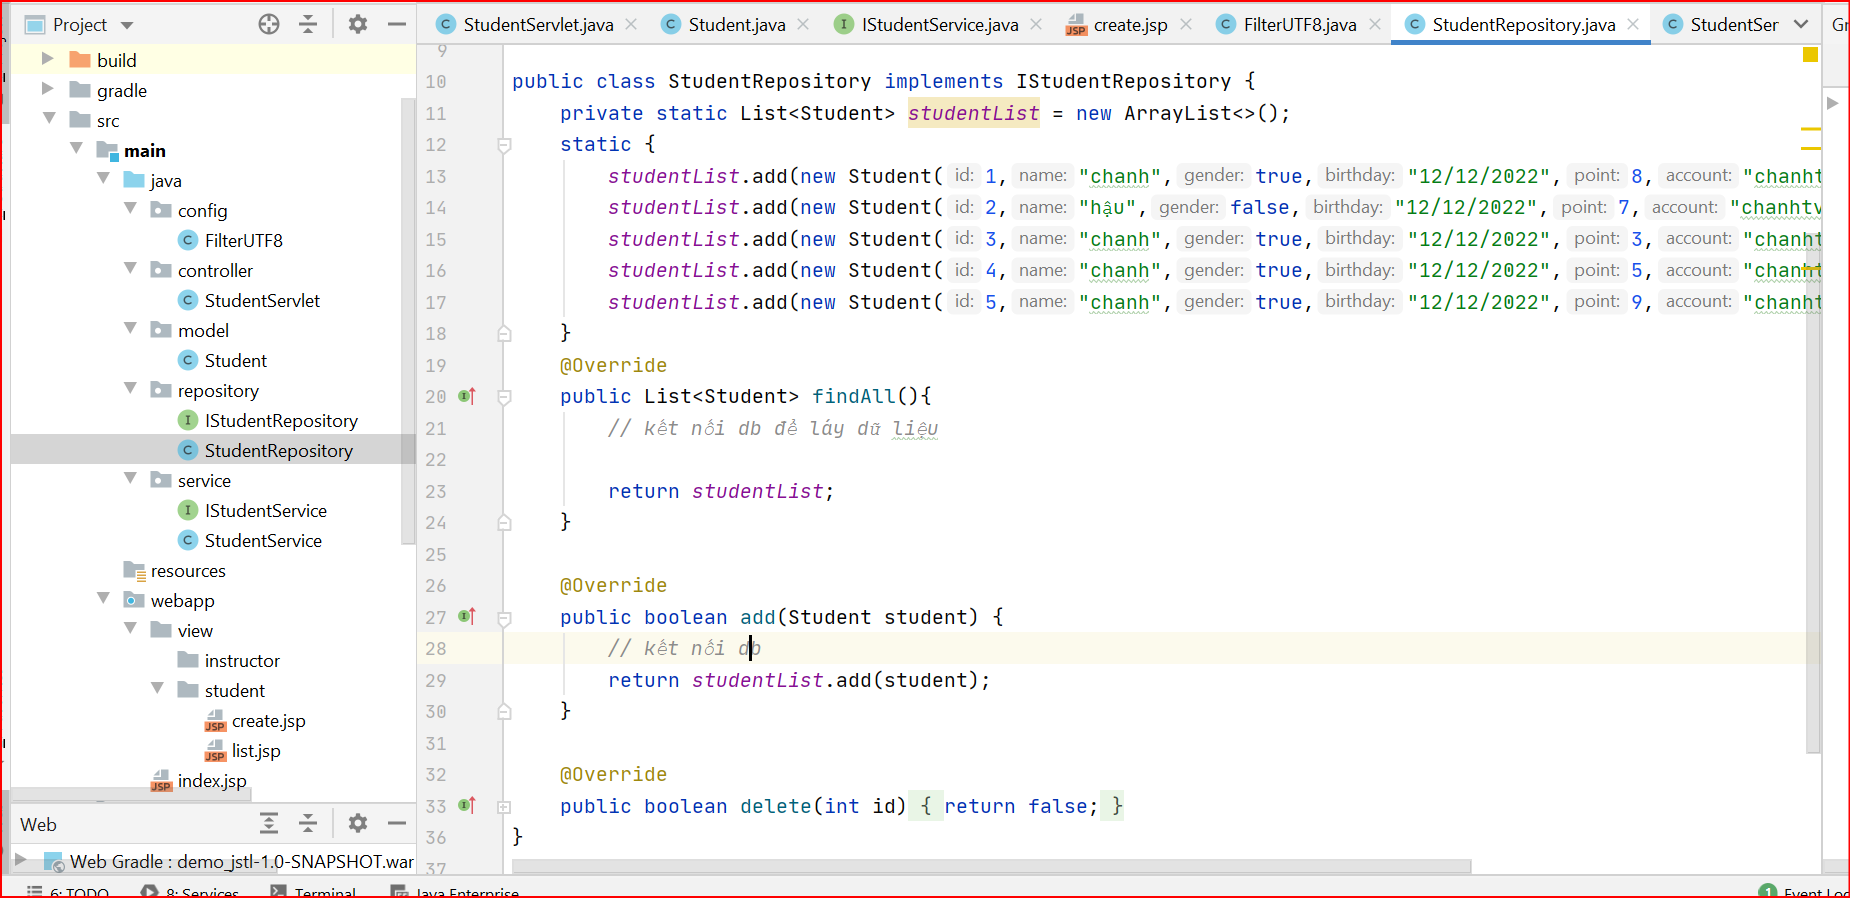 Project
StudentServlet.java
Student.java
IStudentService.java
create.jsp
FilterUTF8.java
StudentRepository.java
StudentSer
build
gradle
src
main
java
config
FilterUTF8
controller
StudentServlet
model
Student
repository
IStudentRepository
StudentRepository
service
IStudentService
StudentService
resources
webapp
view
instructor
student
create.jsp
list.jsp
index.jsp
Web
Web Gradle : demo_jstl-1.0-SNAPSHOT.war
9
10 public class StudentRepository implements IStudentRepository {
11 private static List<Student> studentList = new ArrayList<>();
12 static {
13 studentList.add(new Student( id: 1, name: "chanh", gender: true, birthday: "12/12/2022", point: 8, account: "chanht
14 studentList.add(new Student( id: 2, name: "hậu", gender: false, birthday: "12/12/2022", point: 7, account: "chanhtv
15 studentList.add(new Student( id: 3, name: "chanh", gender: true, birthday: "12/12/2022", point: 3, account: "chanht
16 studentList.add(new Student( id: 4, name: "chanh", gender: true, birthday: "12/12/2022", point: 5, account: "chanht
17 studentList.add(new Student( id: 5, name: "chanh", gender: true, birthday: "12/12/2022", point: 9, account: "chanht
18 }
19 @Override
20 public List<Student> findAll(){
21 // kết nối db để láy dữ liệu
22
23 return studentList;
24 }
25
26 @Override
27 public boolean add(Student student) {
28 // kết nối db
29 return studentList.add(student);
30 }
31
32 @Override
33 public boolean delete(int id) { return false; }
36 }
37
6: TODO
8: Services
Terminal
Java Enterprise
1 Event Log